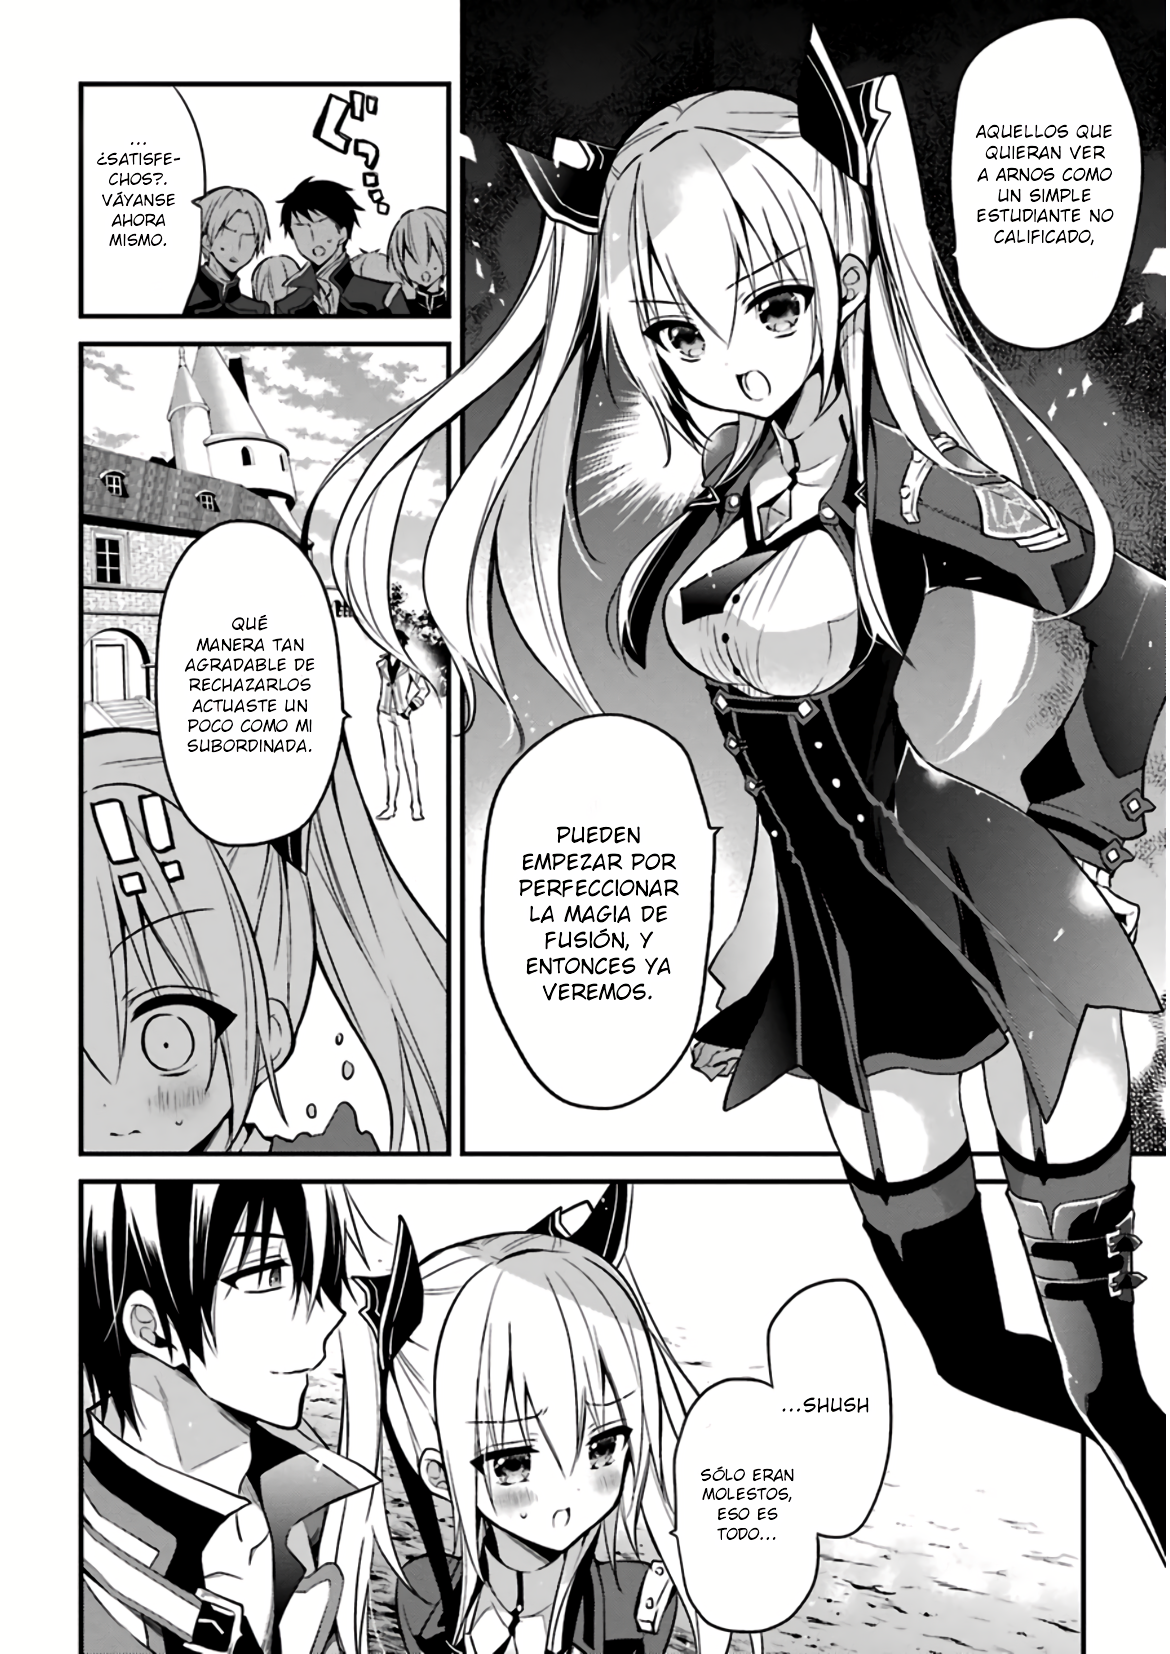 AQUELLOS QUE
QUIERAN VER
A ARNOS COMO
UN SIMPLE
ESTUDIANTE NO
CALIFICADO,
PUEDEN
EMPEZAR POR
PERFECCIONAR
LA MAGIA DE
FUSIÓN, Y
ENTONCES YA
VEREMOS.
...
¿SATISFE-
CHOS?.
VÁYANSE
AHORA
MISMO.
ぐっ…
QUÉ
MANERA TAN
AGRADABLE DE
RECHAZARLOS
ACTUASTE UN
POCO COMO MI
SUBORDINADA.
!!
...SHUSH
SÓLO ERAN
MOLESTOS,
ESO ES
TODO...